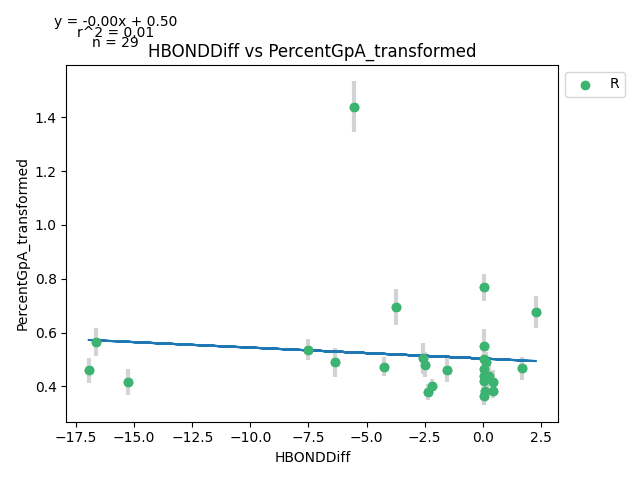 y = -0.00x + 0.50
r^2 = 0.01
n = 29
HBONDDiff vs PercentGpA_transformed
R
PercentGpA_transformed
1.4
1.2
1.0
0.8
0.6
0.4
−17.5 −15.0 −12.5 −10.0 −7.5 −5.0 −2.5 0.0 2.5
HBONDDiff